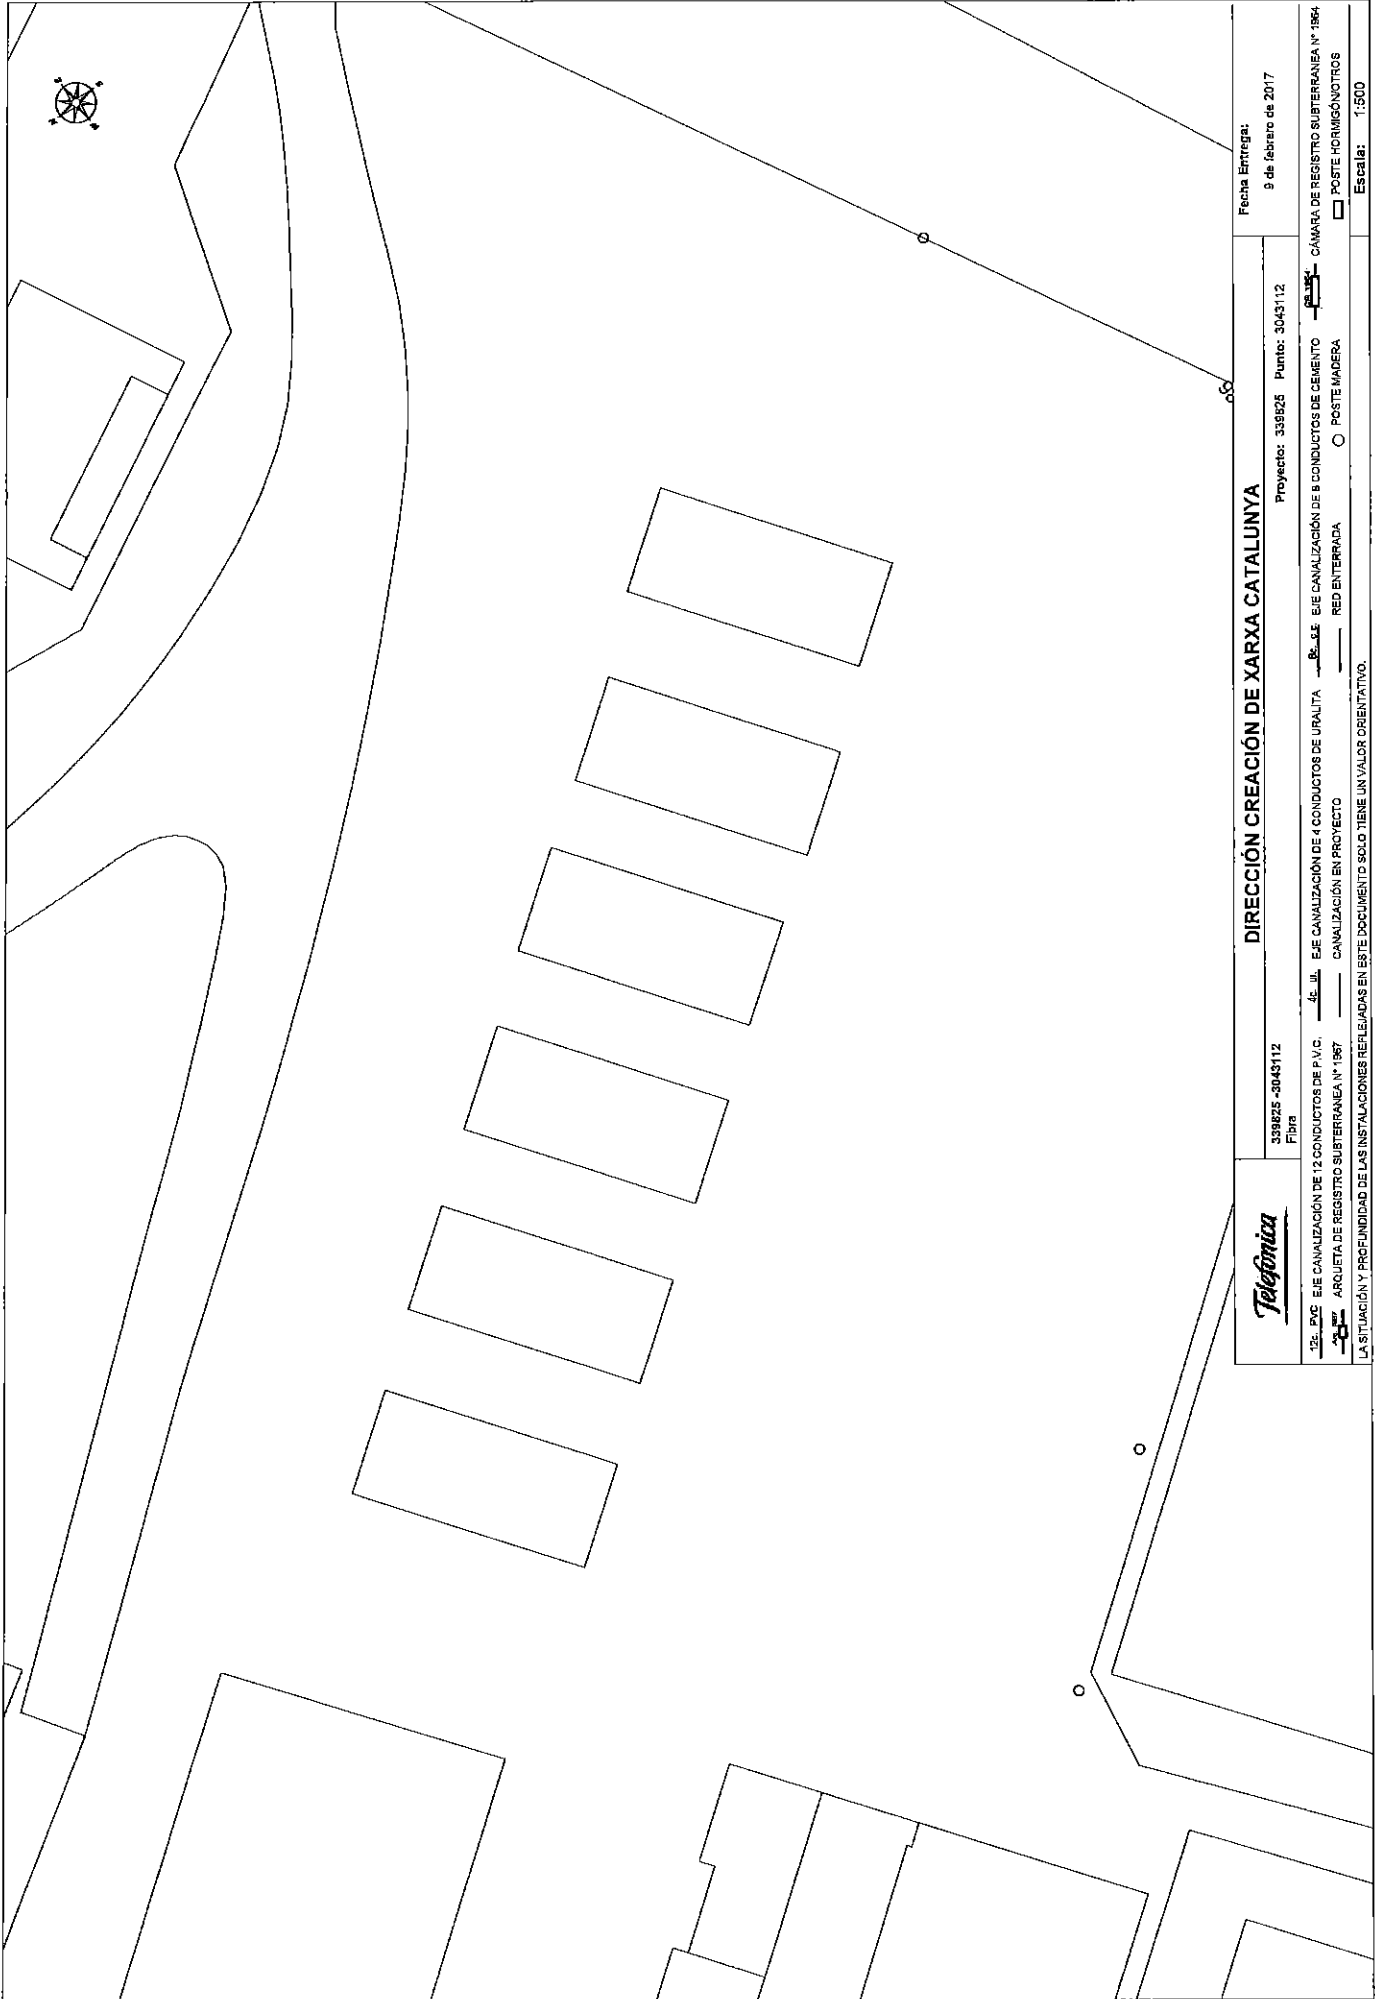 Telefónica
DIRECCIÓN CREACIÓN DE XARXA CATALUNYA
Fecha Entrega:
9 de febrero de 2017
339825 -3043112
Fibra
Proyecto: 339825 Punto: 3043112
12c. PVC EJE CANALIZACIÓN DE 12 CONDUCTOS DE P.V.C. 4c. U. EJE CANALIZACIÓN DE 4 CONDUCTOS DE URALITA 8c. c.e. EJE CANALIZACIÓN DE 8 CONDUCTOS DE CEMENTO CÁMARA DE REGISTRO SUBTERRANEA Nº 1964
ARQUETA DE REGISTRO SUBTERRANEA Nº 1967 CANALIZACIÓN EN PROYECTO RED ENTERRADA POSTE MADERA POSTE HORMIGÓN/OTROS
LA SITUACIÓN Y PROFUNDIDAD DE LAS INSTALACIONES REFLEJADAS EN ESTE DOCUMENTO SOLO TIENE UN VALOR ORIENTATIVO.
Escala: 1:500